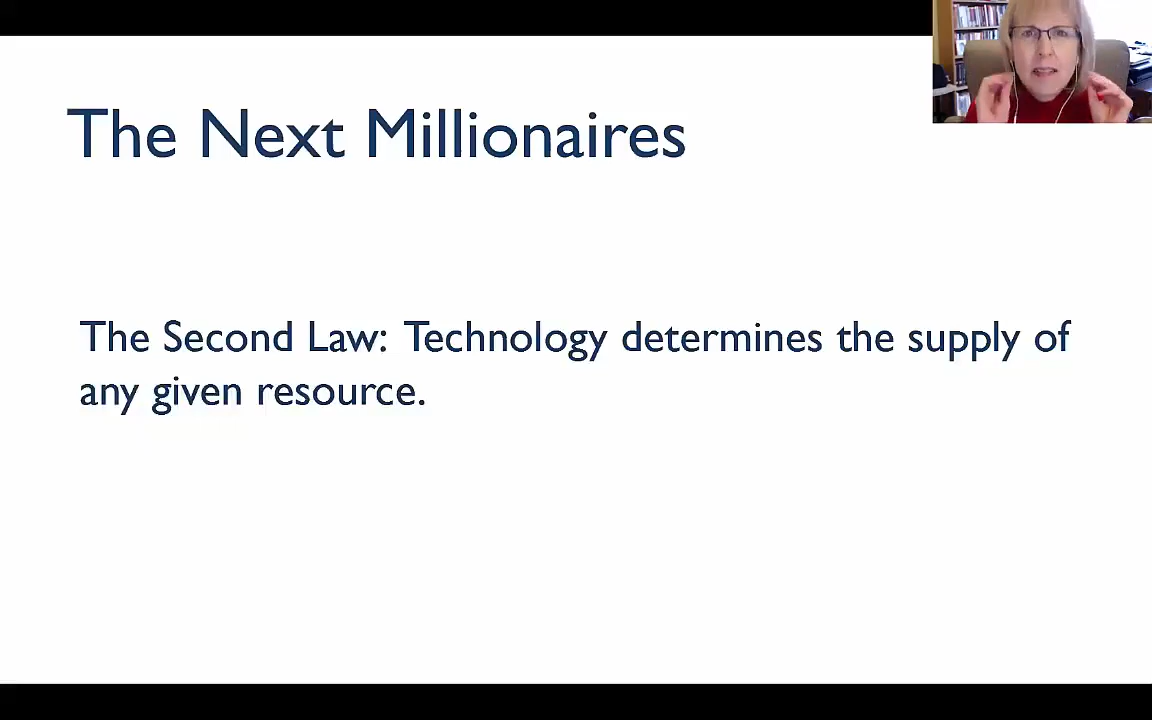 The Next Millionaires
The Second Law: Technology determines the supply of
any given resource.